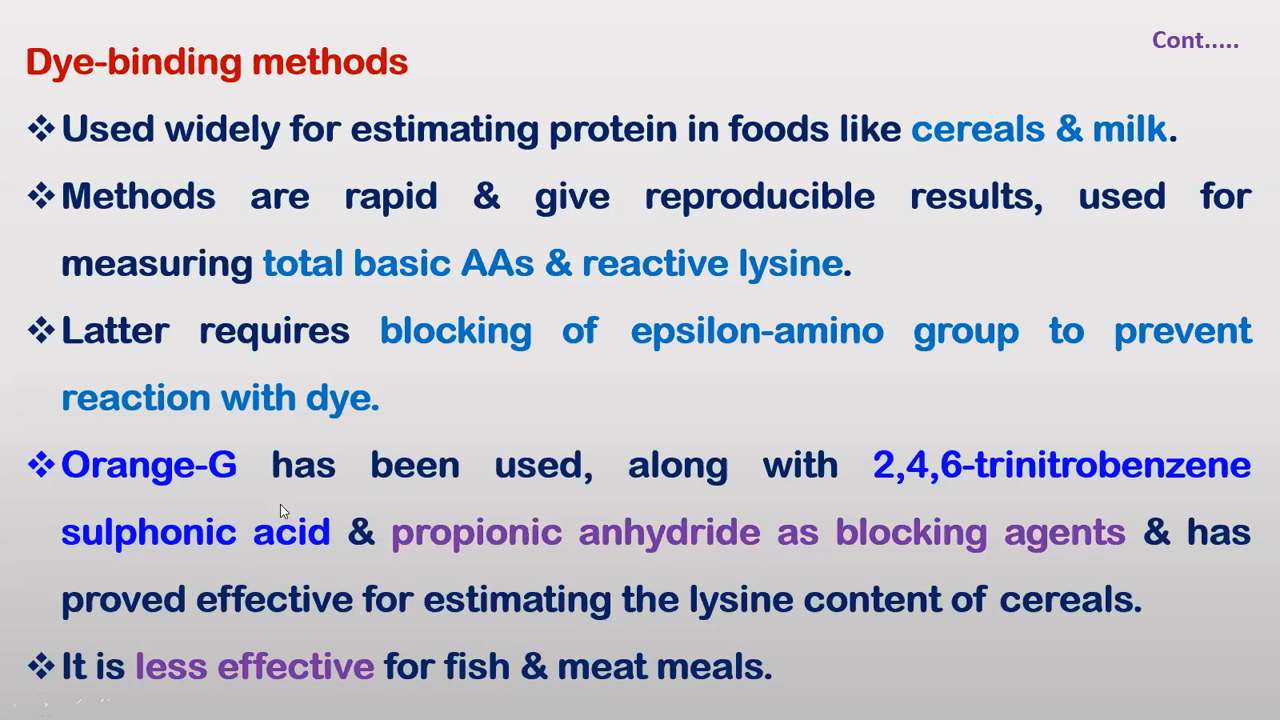 Cont.....
Dye-binding methods
❖Used widely for estimating protein in foods like cereals & milk.
❖Methods are rapid & give reproducible results, used for
measuring total basic AAs & reactive lysine.
❖Latter requires blocking of epsilon-amino group to prevent
reaction with dye.
❖Orange-G has been used, along with 2,4,6-trinitrobenzene
sulphonic acid & propionic anhydride as blocking agents & has
proved effective for estimating the lysine content of cereals.
❖It is less effective for fish & meat meals.